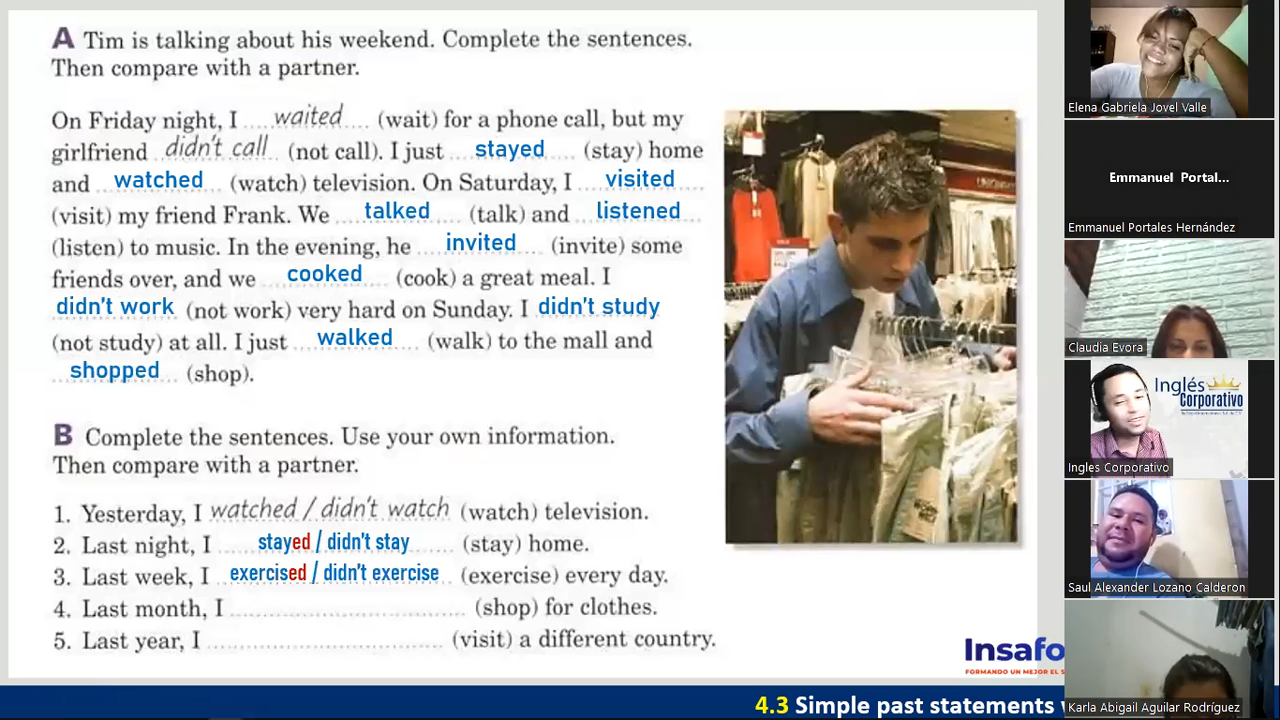 A Tim is talking about his weekend. Complete the sentences.
Then compare with a partner.
On Friday night, I waited (wait) for a phone call, but my
girlfriend didn't call (not call). I just stayed (stay) home
and watched (watch) television. On Saturday, I visited
(visit) my friend Frank. We talked (talk) and listened
(listen) to music. In the evening, he invited (invite) some
friends over, and we cooked (cook) a great meal. I
didn't work (not work) very hard on Sunday. I didn't study
(not study) at all. I just walked (walk) to the mall and
shopped (shop).
B Complete the sentences. Use your own information.
Then compare with a partner.
1. Yesterday, I watched / didn't watch (watch) television.
2. Last night, I stayed / didn't stay (stay) home.
3. Last week, I exercised / didn't exercise (exercise) every day.
4. Last month, I (shop) for clothes.
5. Last year, I (visit) a different country.
Insafo
FORMANDO UN MEJOR EL S
4.3 Simple past statements
Elena Gabriela Jovel Valle
Emmanuel Portal...
Emmanuel Portales Hernández
Claudia Evora
Inglés
Corporativo
Ingles Corporativo
Saul Alexander Lozano Calderon
Karla Abigail Aguilar Rodríguez